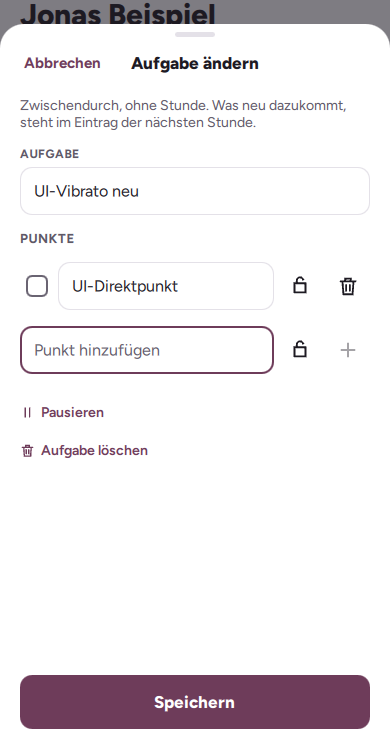 Jonas Beispiel
Abbrechen
Aufgabe ändern
Zwischendurch, ohne Stunde. Was neu dazukommt,
steht im Eintrag der nächsten Stunde.
AUFGABE
UI-Vibrato neu
PUNKTE
UI-Direktpunkt
Punkt hinzufügen
Pausieren
Aufgabe löschen
Speichern